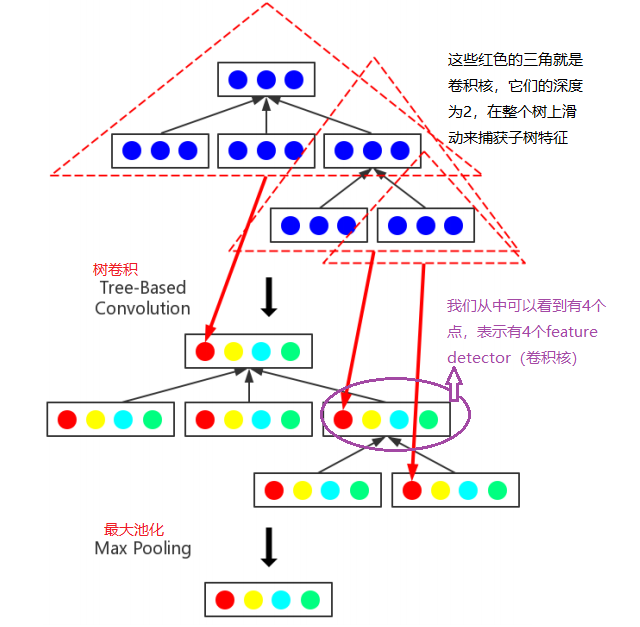 这些红色的三角就是
卷积核，它们的深度
为2，在整个树上滑
动来捕获子树特征
树卷积
Tree-Based
Convolution
我们从中可以看到有4个
点，表示有4个feature
detector（卷积核）
最大池化
Max Pooling